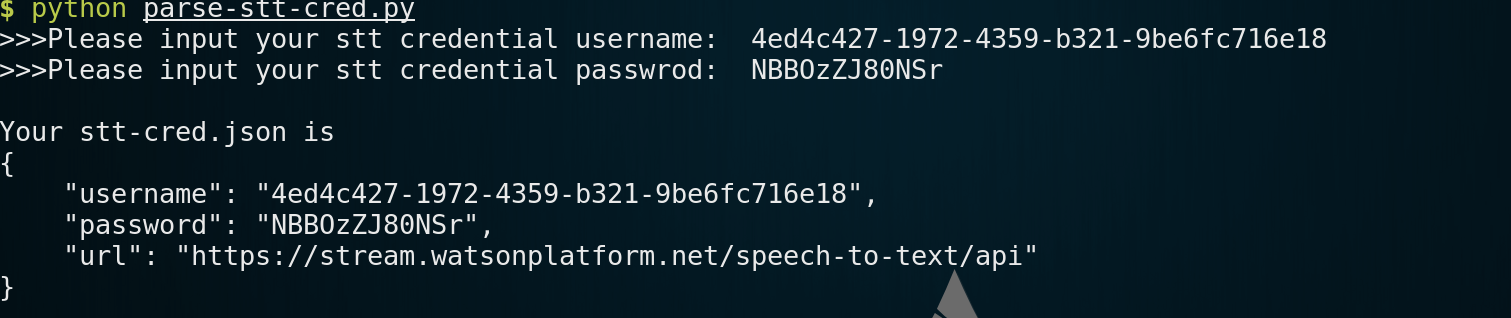 $ python parse-stt-cred.py
>>>Please input your stt credential username:  4ed4c427-1972-4359-b321-9be6fc716e18
>>>Please input your stt credential passwrod:  NBBOzZJ80NSr
Your stt-cred.json is
{
    "username": "4ed4c427-1972-4359-b321-9be6fc716e18",
    "password": "NBBOzZJ80NSr",
    "url": "https://stream.watsonplatform.net/speech-to-text/api"
}